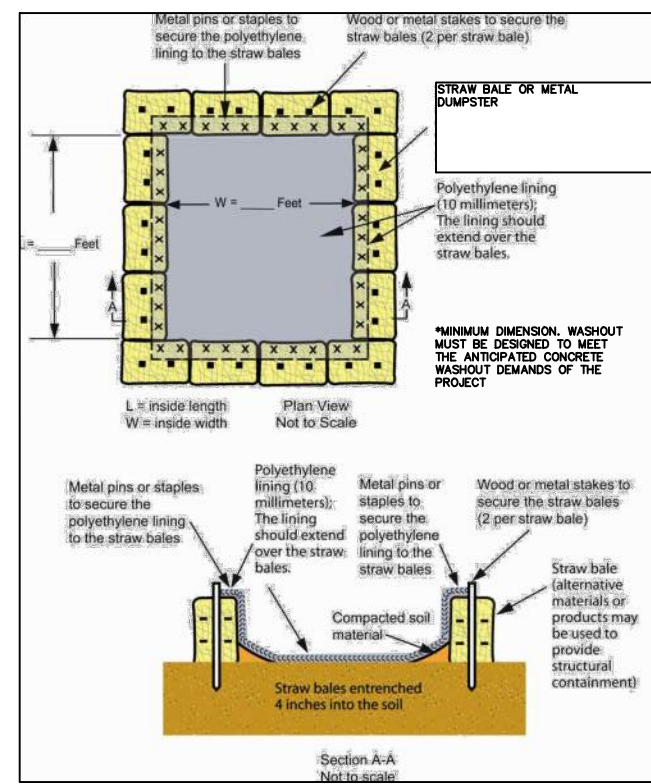 Metal pins or staples to
secure the polyethylene
lining to the straw bales
Wood or metal stakes to secure the
straw bales (2 per straw bale)
STRAW BALE OR METAL
DUMPSTER
Polyethylene lining
(10 millimeters);
The lining should
extend over the
straw bales.
W = ____ Feet
L = ____ Feet
A
A
*MINIMUM DIMENSION. WASHOUT
MUST BE DESIGNED TO MEET
THE ANTICIPATED CONCRETE
WASHOUT DEMANDS OF THE
PROJECT
L = inside length
W = inside width
Plan View
Not to Scale
Metal pins or staples
to secure the
polyethylene lining
to the straw bales
Polyethylene
lining (10
millimeters);
The lining
should extend
over the straw
bales.
Metal pins or
staples to
secure the
polyethylene
lining to the
straw bales
Wood or metal stakes to
secure the straw bales
(2 per straw bale)
Straw bale
(alternative
materials or
products may
be used to
provide
structural
containment)
Compacted soil
material
Straw bales entrenched
4 inches into the soil
Section A-A
Not to scale